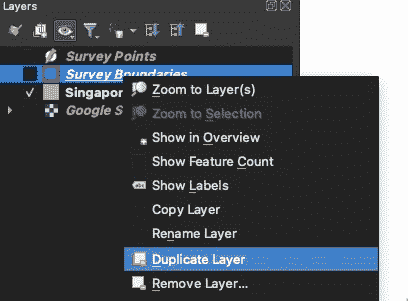 Layers
Survey Points
Survey Boundaries
Zoom to Layer(s)
Singapor
Zoom to Selection
Google S
Show in Overview
Show Feature Count
abc
Show Labels
Copy Layer
Rename Layer
Duplicate Layer
Remove Layer...